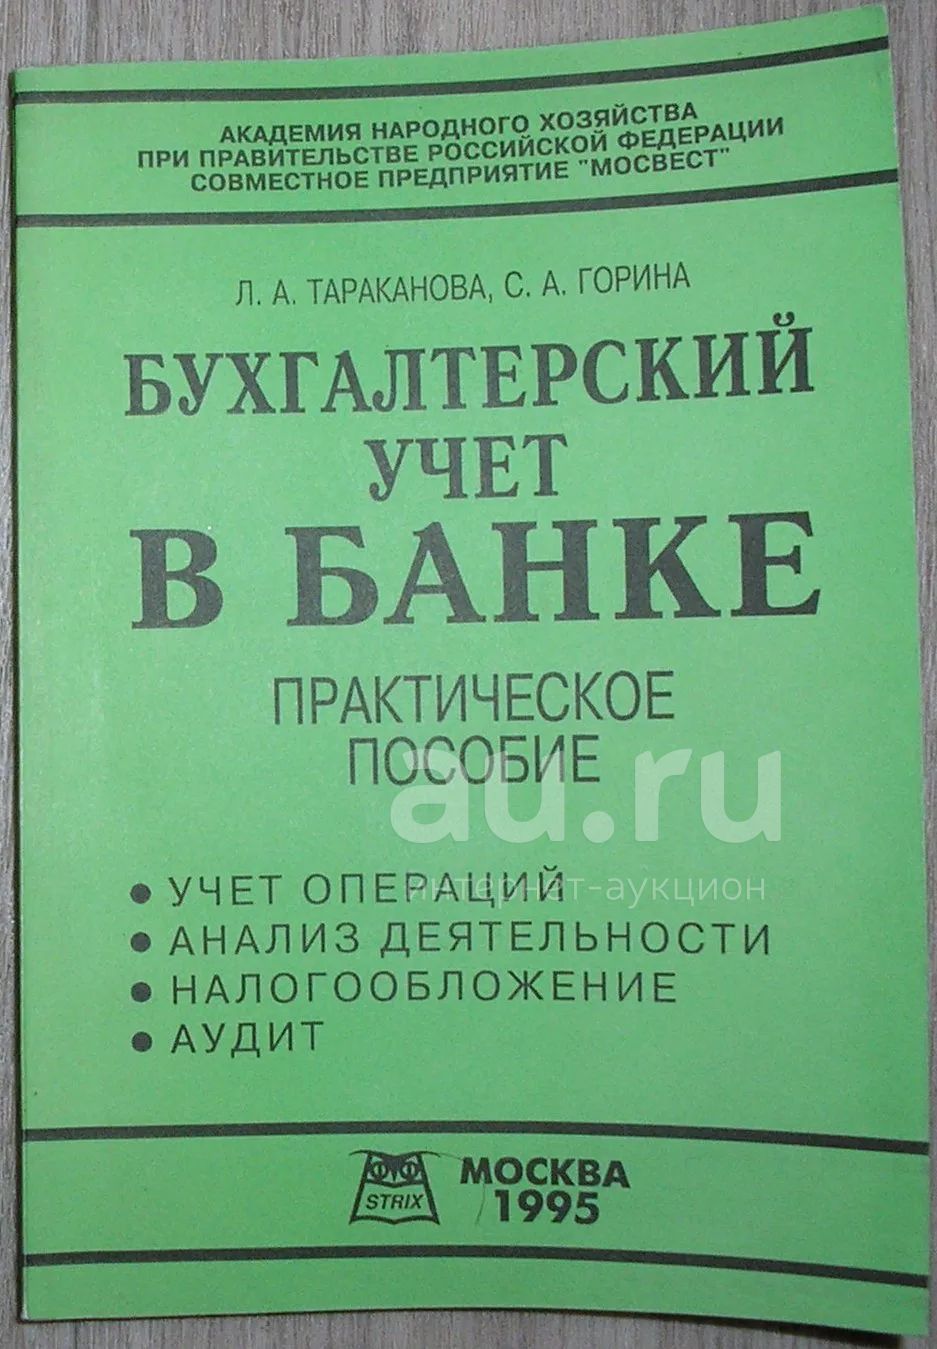 АКАДЕМИЯ НАРОДНОГО ХОЗЯЙСТВА
ПРИ ПРАВИТЕЛЬСТВЕ РОССИЙСКОЙ ФЕДЕРАЦИИ
СОВМЕСТНОЕ ПРЕДПРИЯТИЕ "МОСВЕСТ"
Л. А. ТАРАКАНОВА, С. А. ГОРИНА
БУХГАЛТЕРСКИЙ
УЧЕТ
В БАНКЕ
ПРАКТИЧЕСКОЕ
ПОСОБИЕ
au.ru
интернет-аукцион
• УЧЕТ ОПЕРАЦИЙ
• АНАЛИЗ ДЕЯТЕЛЬНОСТИ
• НАЛОГООБЛОЖЕНИЕ
• АУДИТ
STRIX
МОСКВА
1995